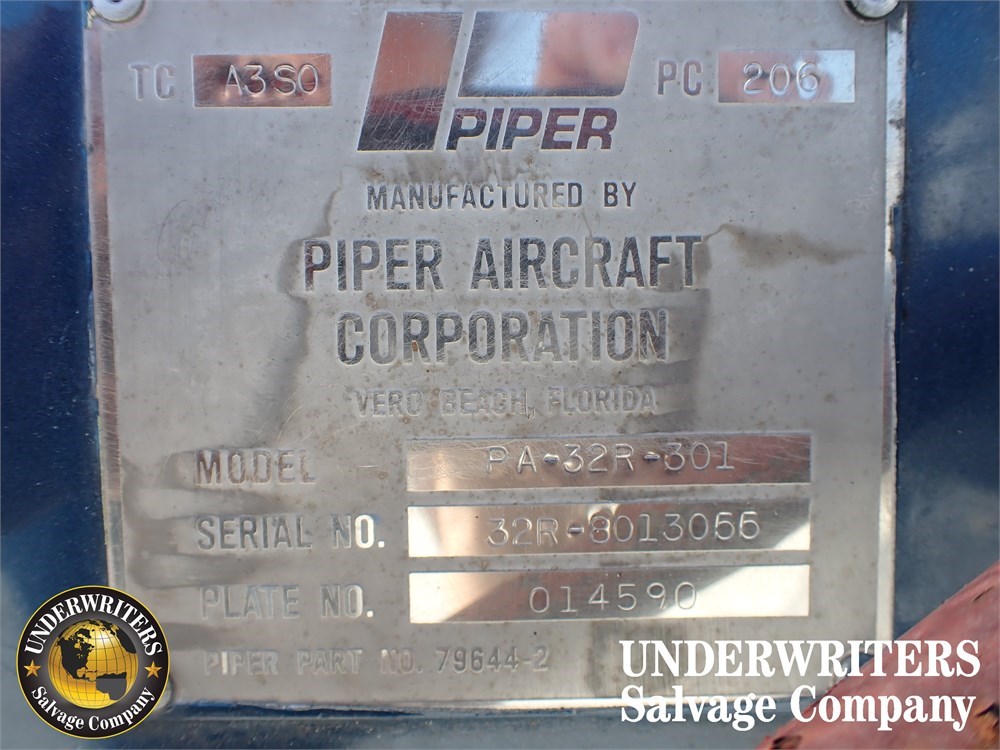 TC A3SO PC 206
PIPER
MANUFACTURED BY
PIPER AIRCRAFT
CORPORATION
VERO BEACH, FLORIDA
MODEL PA-32R-301
SERIAL NO. 32R-8013055
PLATE NO. 014590
PIPER PART NO. 79644-2
UNDERWRITERS
Salvage Company
UNDERWRITERS
Salvage Company